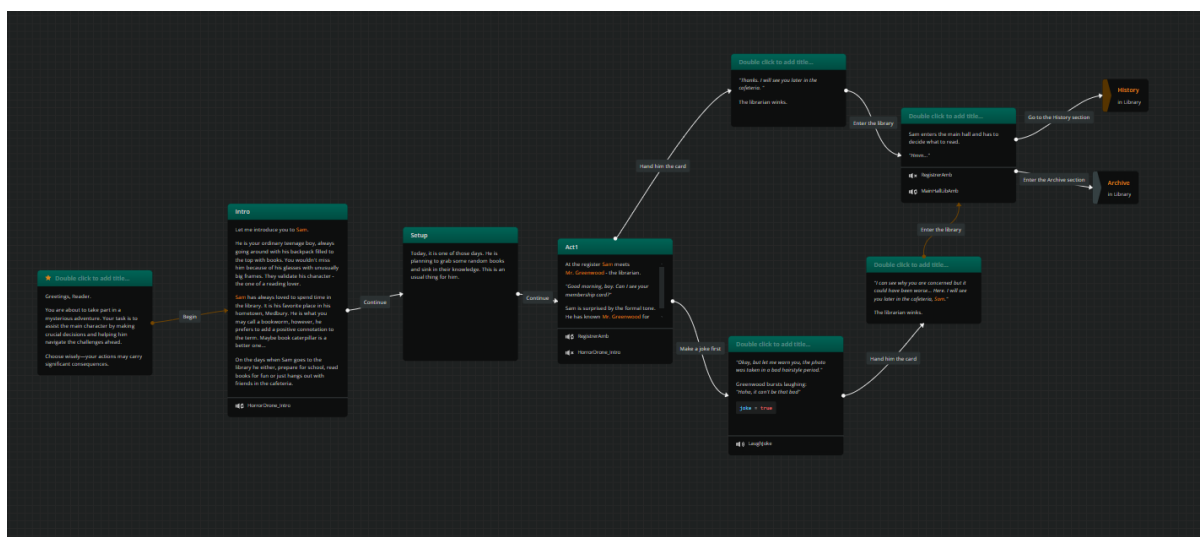 Double click to add title...
Greetings, Reader.
You are about to take part in a
mysterious adventure. Your task is to
assist the main character by making
crucial decisions and helping him
navigate the challenges ahead.
Choose wisely—your actions may carry
significant consequences.
Begin
Intro
Let me introduce you to Sam.
He is your ordinary teenage boy, always
going around with his backpack filled to
the top with books. You wouldn't miss
him because of his glasses with unusually
big frames. They validate his character -
the one of a reading lover.
Sam has always loved to spend time in
the library. It is his favorite place in his
hometown, Medbury. He is what you
may call a bookworm, however, he
prefers to add a positive connotation to
the term. Maybe book caterpillar is a
better one...
On the days when Sam goes to the
library he either, prepare for school, read
books for fun or just hangs out with
friends in the cafeteria.
HorrorDrone_Intro
Continue
Setup
Today, it is one of those days. He is
planning to grab some random books
and sink in their knowledge. This is an
usual thing for him.
Continue
Act1
At the register Sam meets
Mr. Greenwood - the librarian.
"Good morning, boy. Can I see your
membership card?"
Sam is surprised by the formal tone.
He has known Mr. Greenwood for
RegistrerAmb
HorrorDrone_Intro
Hand him the card
Double click to add title...
"Thanks. I will see you later in the
cafeteria."
The librarian winks.
Enter the library
Make a joke first
Double click to add title...
"Okay, but let me warn you, the photo
was taken in a bad hairstyle period."
Greenwood bursts laughing:
"Haha, it can't be that bad"
joke = true
LaughJoke
Hand him the card
Double click to add title...
"I can see why you are concerned but it
could have been worse... Here. I will see
you later in the cafeteria, Sam."
The librarian winks.
Enter the library
Double click to add title...
Sam enters the main hall and has to
decide what to read.
"Hmm..."
RegistrerAmb
MainHallLibAmb
Go to the History section
History
in Library
Enter the Archive section
Archive
in Library